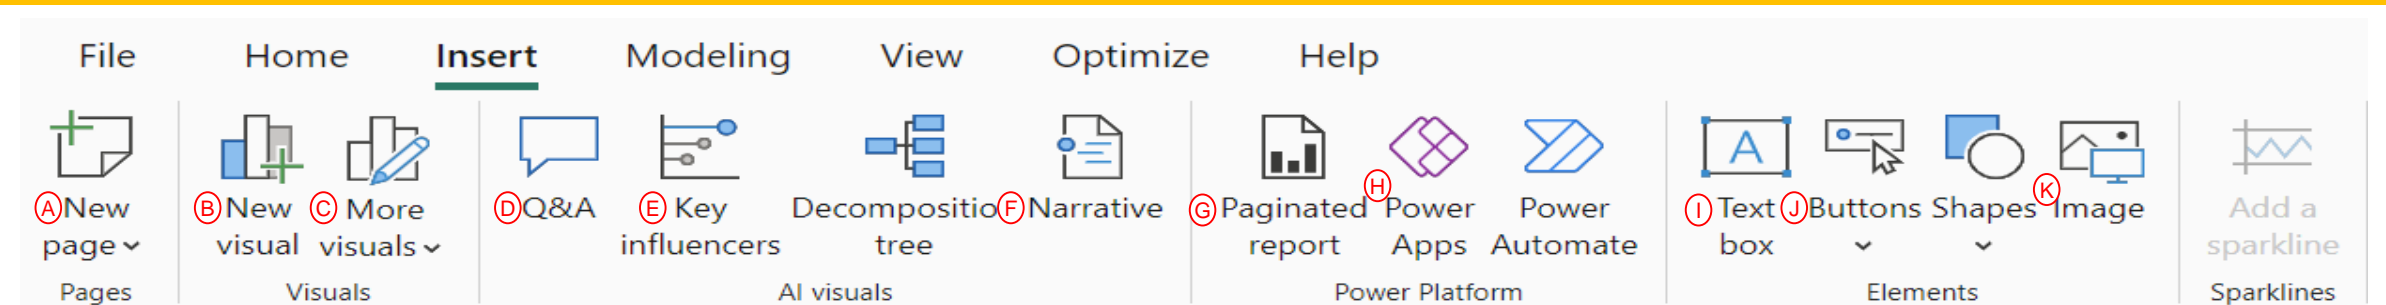 File Home Insert Modeling View Optimize Help
A New page
B New visual
C More visuals
D Q&A
E Key influencers
Decompositio tree
F Narrative
G Paginated report
H Power Apps
Power Automate
I Text box
J Buttons
Shapes
K Image
Add a sparkline
Pages Visuals AI visuals Power Platform Elements Sparklines